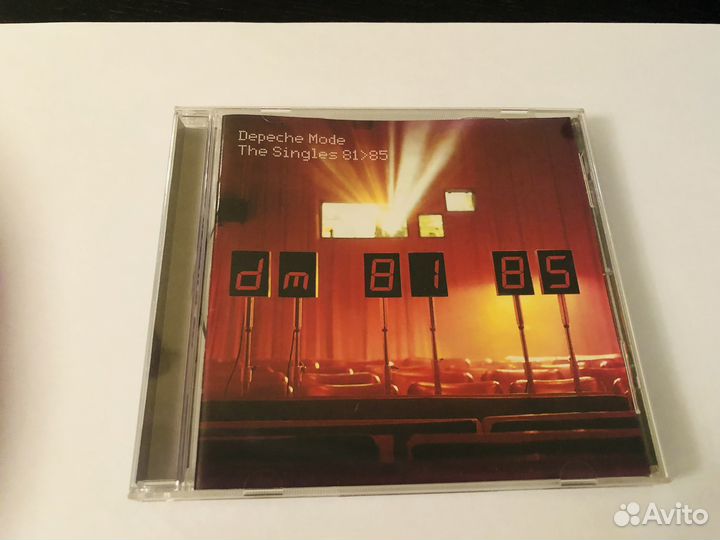 Depeche Mode
The Singles 81>85
dm 81 85
Avito